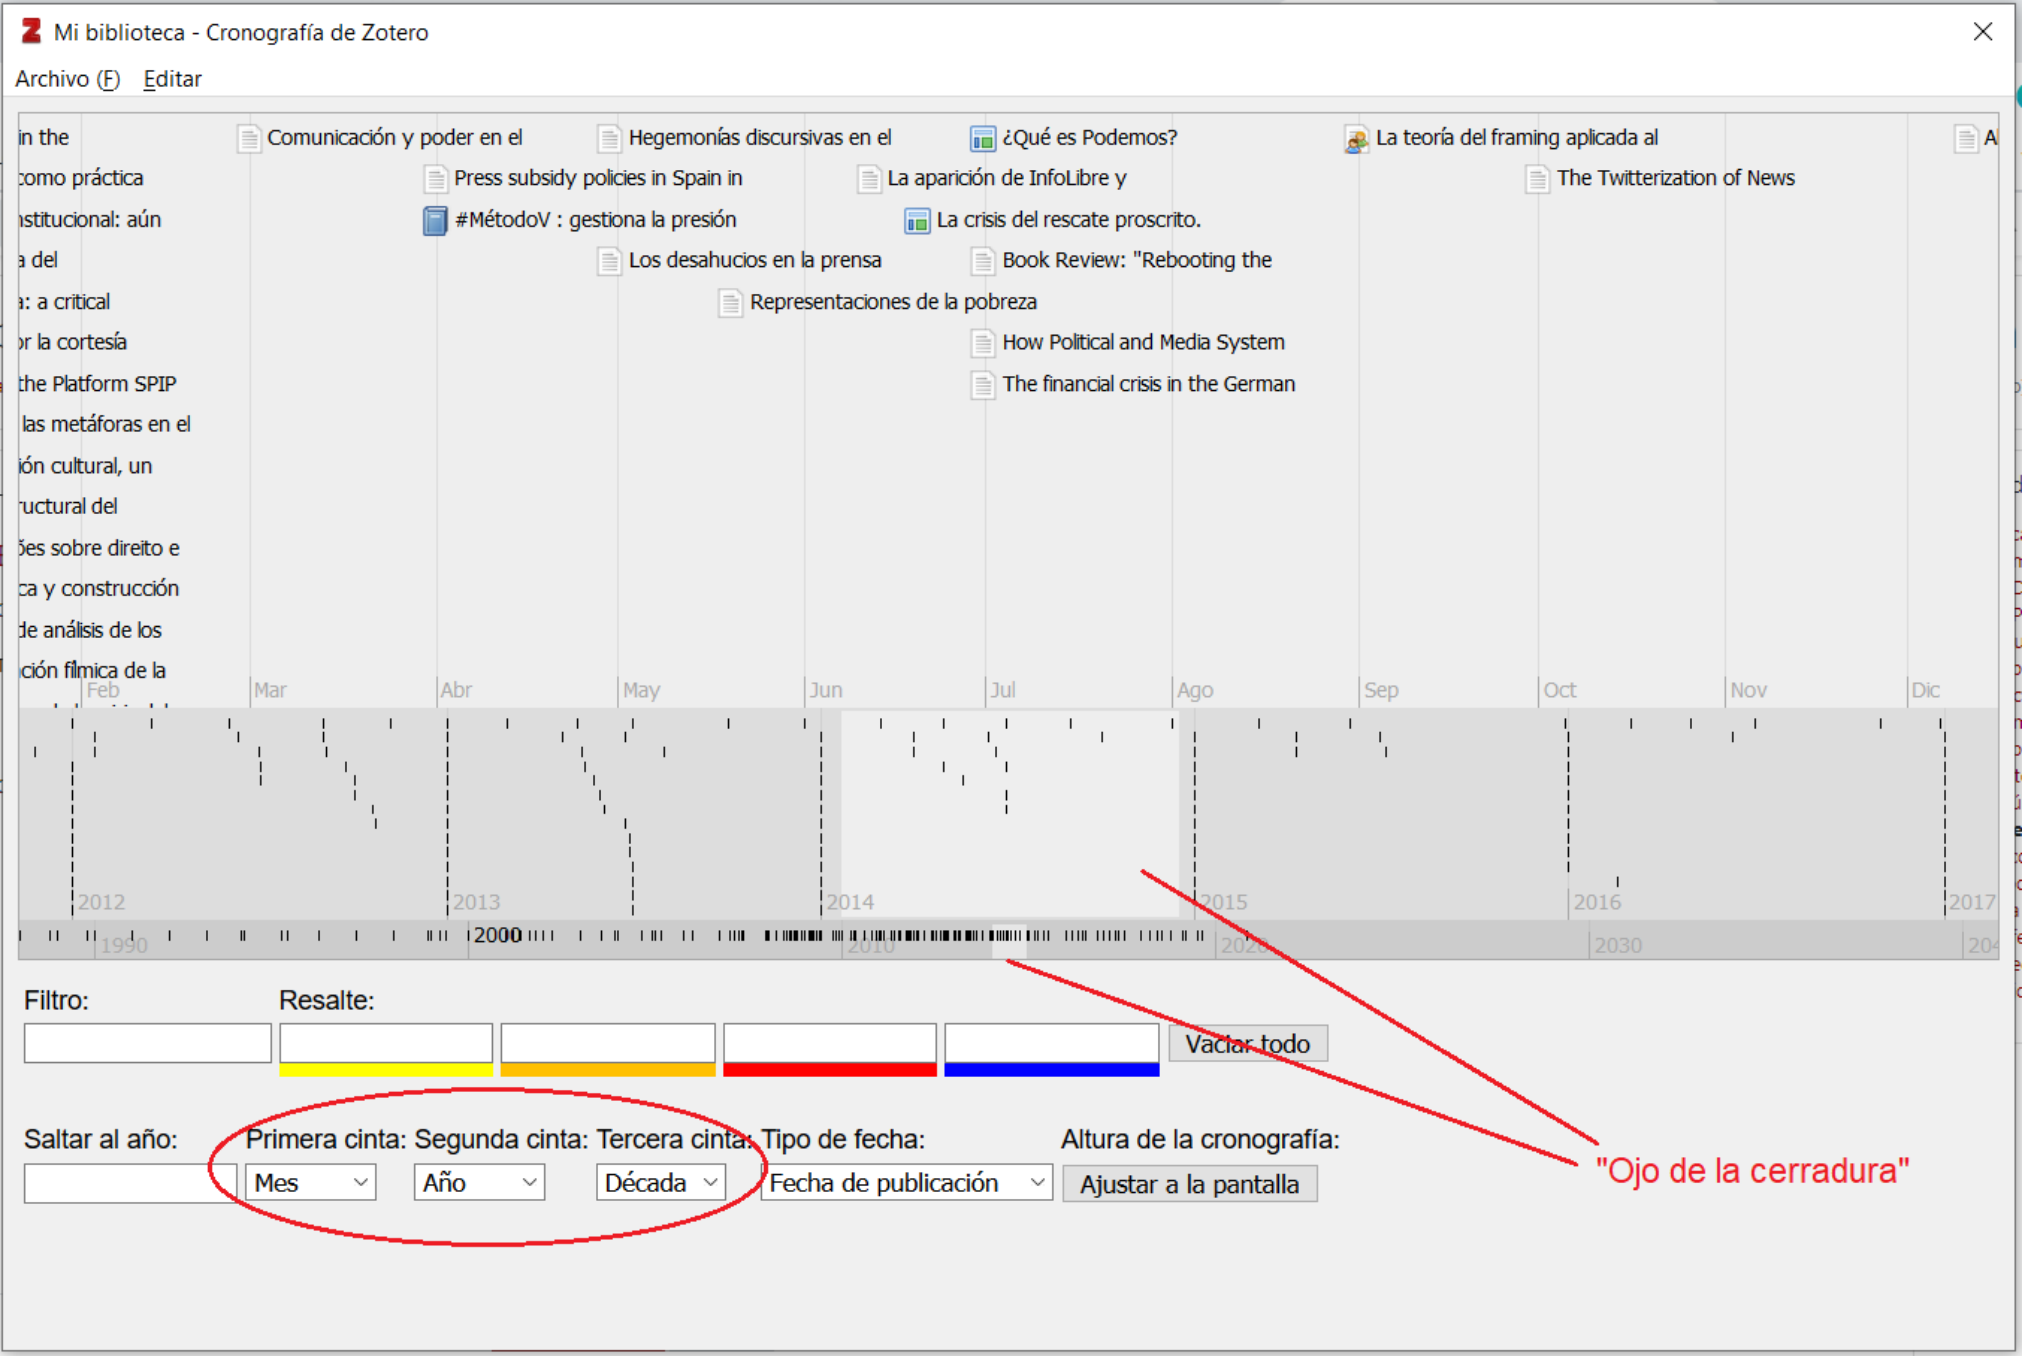 Mi biblioteca - Cronografía de Zotero
Archivo (F) Editar
in the Comunicación y poder en el Hegemonías discursivas en el ¿Qué es Podemos? La teoría del framing aplicada al
como práctica Press subsidy policies in Spain in La aparición de InfoLibre y The Twitterization of News
nstitucional: aún #MétodoV : gestiona la presión La crisis del rescate proscrito.
a del Los desahucios en la prensa Book Review: "Rebooting the
a: a critical Representaciones de la pobreza
or la cortesía How Political and Media System
the Platform SPIP The financial crisis in the German
las metáforas en el
ión cultural, un
ructural del
ões sobre direito e
ca y construcción
de análisis de los
ción fílmica de la
Feb Mar Abr May Jun Jul Ago Sep Oct Nov Dic
2012 2013 2014 2015 2016 2017
1990 2000 2010 2020 2030 204
Filtro: Resalte:
Vaciar todo
Saltar al año: Primera cinta: Segunda cinta: Tercera cinta: Tipo de fecha: Altura de la cronografía:
Mes Año Década Fecha de publicación Ajustar a la pantalla
"Ojo de la cerradura"